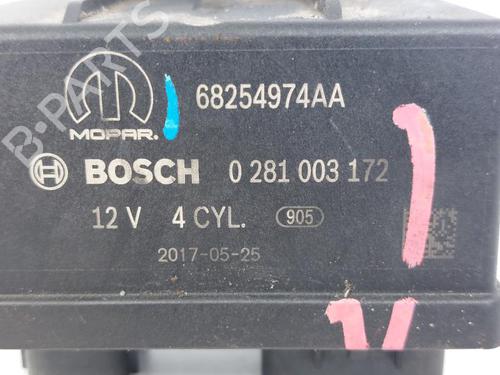 B-PARTS
68254974AA
MOPAR.
BOSCH 0 281 003 172
12 V 4 CYL. 905
2017-05-25